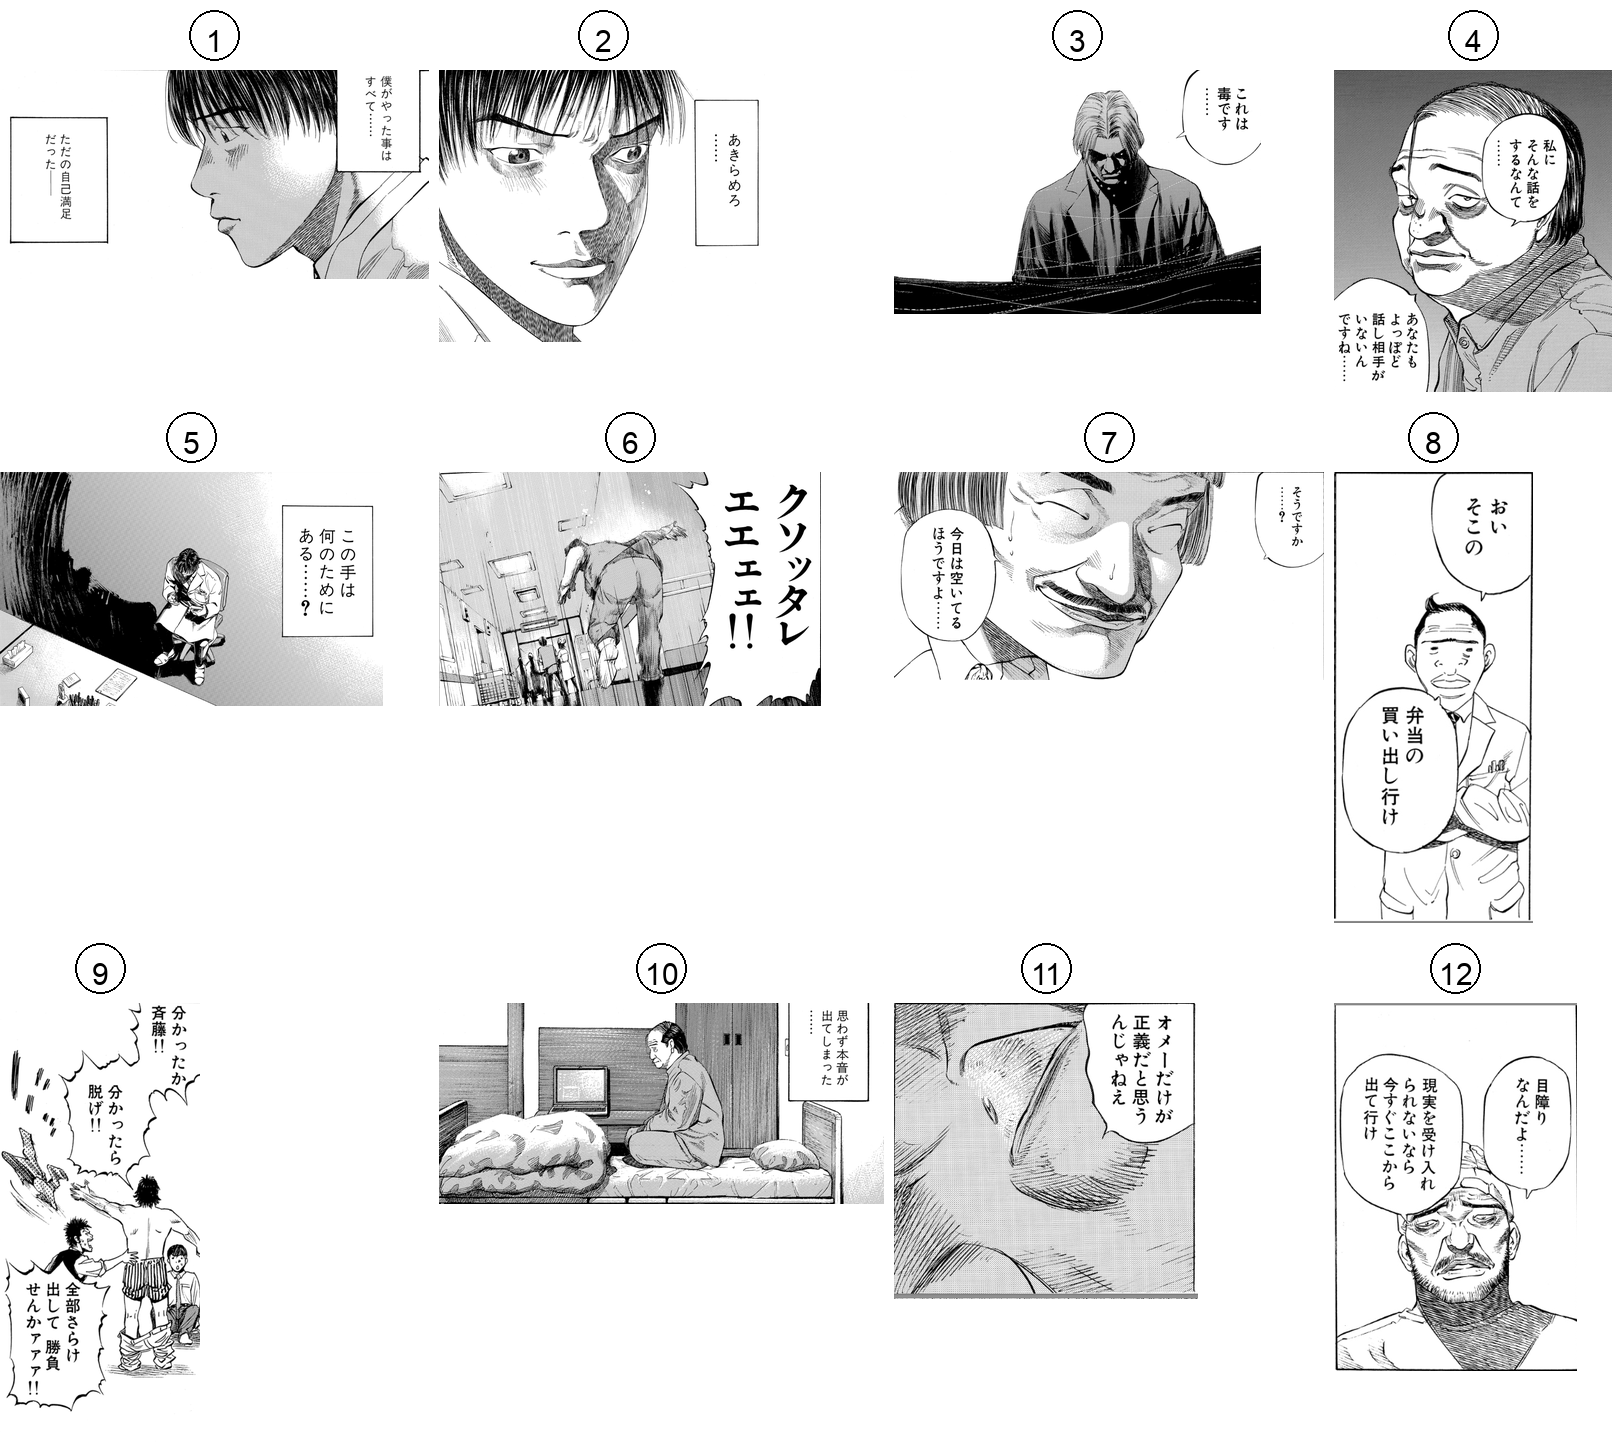 1
僕がやった事は
すべて……
ただの自己満足
だった――
2
あきらめろ
……
3
これは
毒です
……
4
私に
そんな話を
するなんて
……
あなたも
よっぽど
話し相手が
いないん
ですね……
5
この手は
何のために
ある……?
6
クソッタレ
エエェェ!!
7
そうですか
……?
今日は空いてる
ほうですよ……
8
おい
そこの
弁当の
買い出し行け
9
分かったか
斉藤!!
分かったら
脱げ!!
全部さらけ
出して 勝負
せんかァァァ!!
10
思わず本音が
出てしまった
……
11
オメーだけが
正義だと思う
んじゃねえ
12
目障り
なんだよ……
現実を受け入れ
られないなら
今すぐここから
出て行け